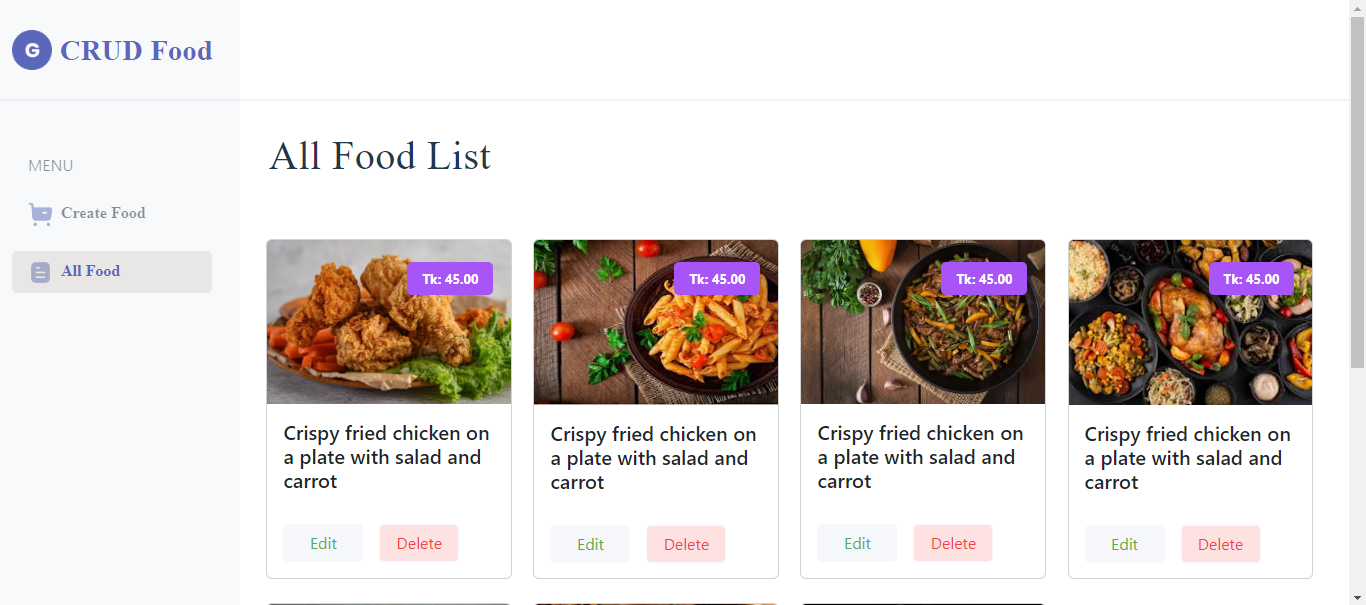 G CRUD Food
MENU
Create Food
All Food
All Food List
Tk: 45.00
Crispy fried chicken on
a plate with salad and
carrot
Edit Delete
Tk: 45.00
Crispy fried chicken on
a plate with salad and
carrot
Edit Delete
Tk: 45.00
Crispy fried chicken on
a plate with salad and
carrot
Edit Delete
Tk: 45.00
Crispy fried chicken on
a plate with salad and
carrot
Edit Delete